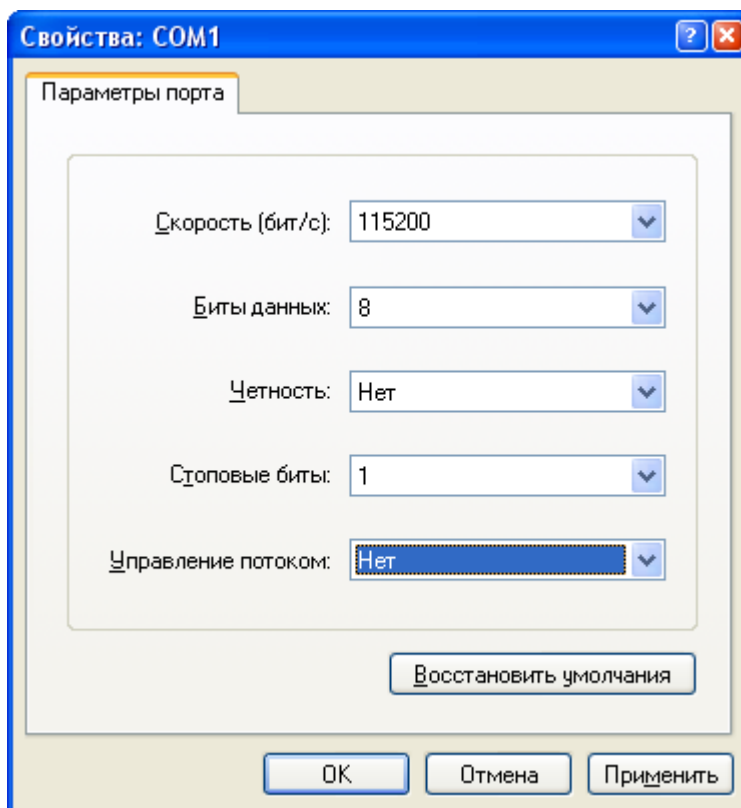 Свойства: COM1
Параметры порта
Скорость (бит/с): 115200
Биты данных: 8
Четность: Нет
Стоповые биты: 1
Управление потоком: Нет
Восстановить умолчания
OK Отмена Применить